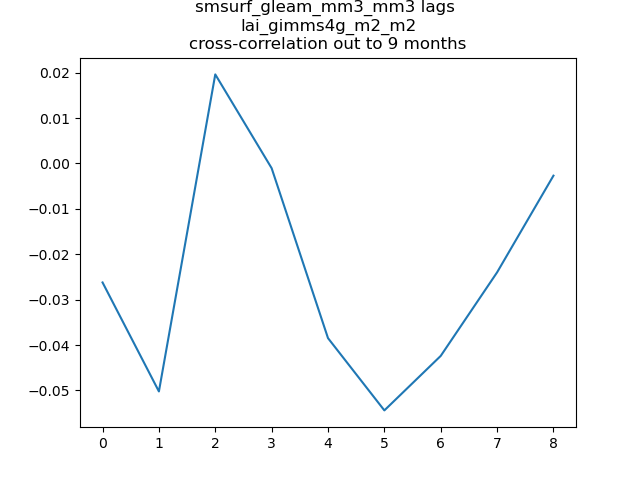 smsurf_gleam_mm3_mm3 lags
lai_gimms4g_m2_m2
cross-correlation out to 9 months
0.02
0.01
0.00
−0.01
−0.02
−0.03
−0.04
−0.05
0 1 2 3 4 5 6 7 8